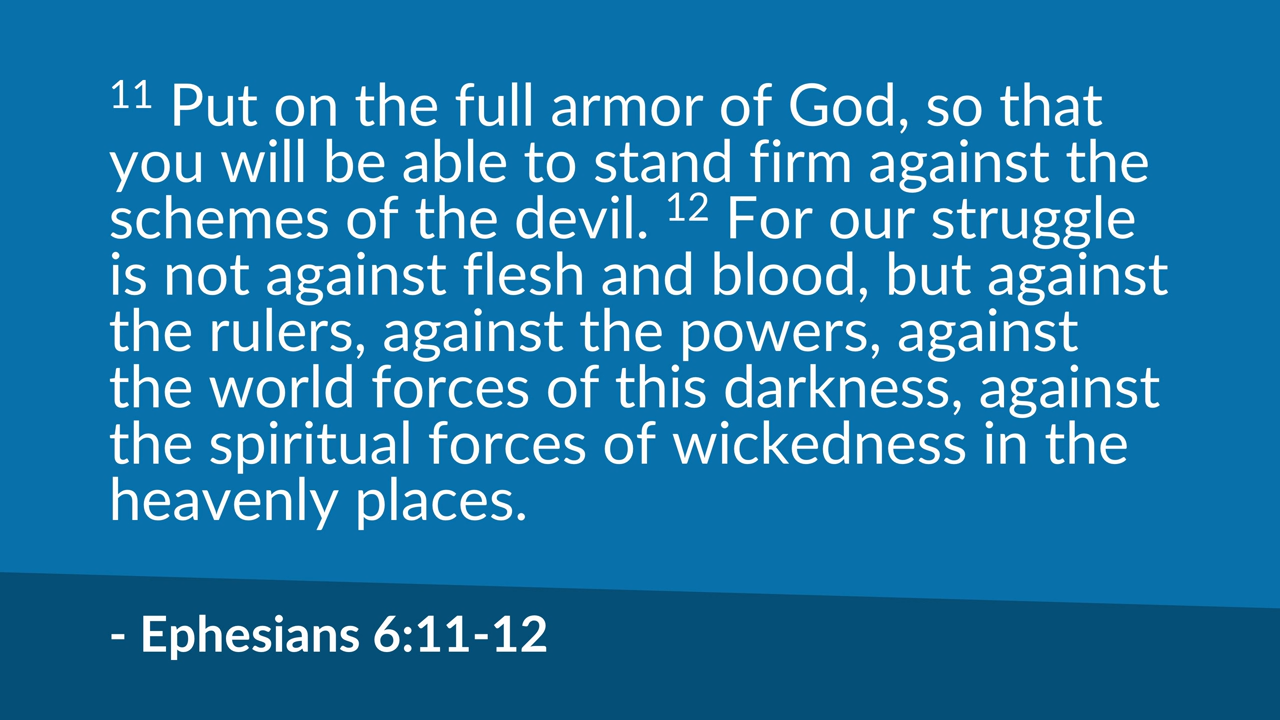 11 Put on the full armor of God, so that
you will be able to stand firm against the
schemes of the devil. 12 For our struggle
is not against flesh and blood, but against
the rulers, against the powers, against
the world forces of this darkness, against
the spiritual forces of wickedness in the
heavenly places.
- Ephesians 6:11-12